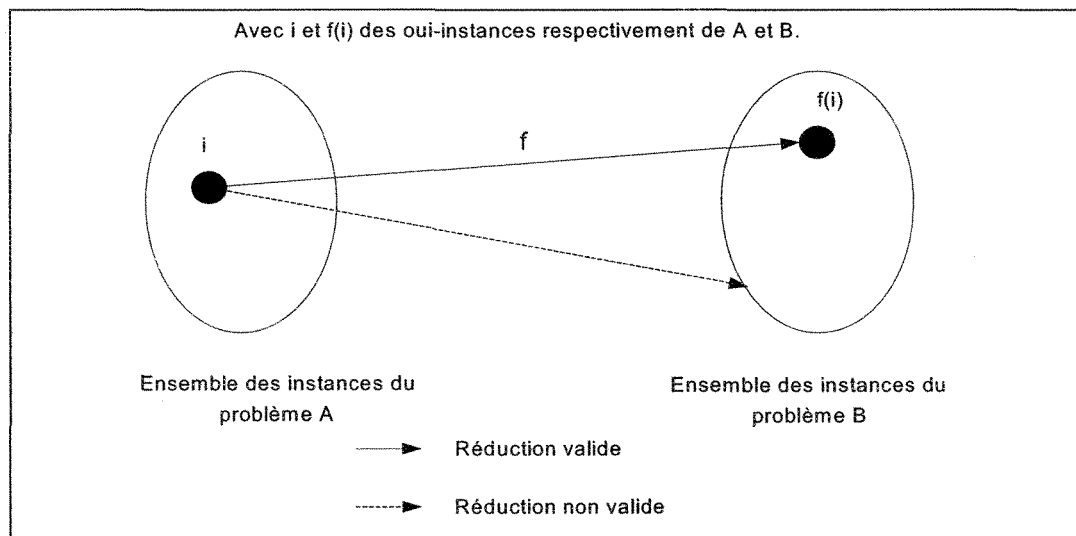 Avec i et f(i) des oui-instances respectivement de A et B.
f(i)
i
f
Ensemble des instances du
problème A
Ensemble des instances du
problème B
Réduction valide
Réduction non valide